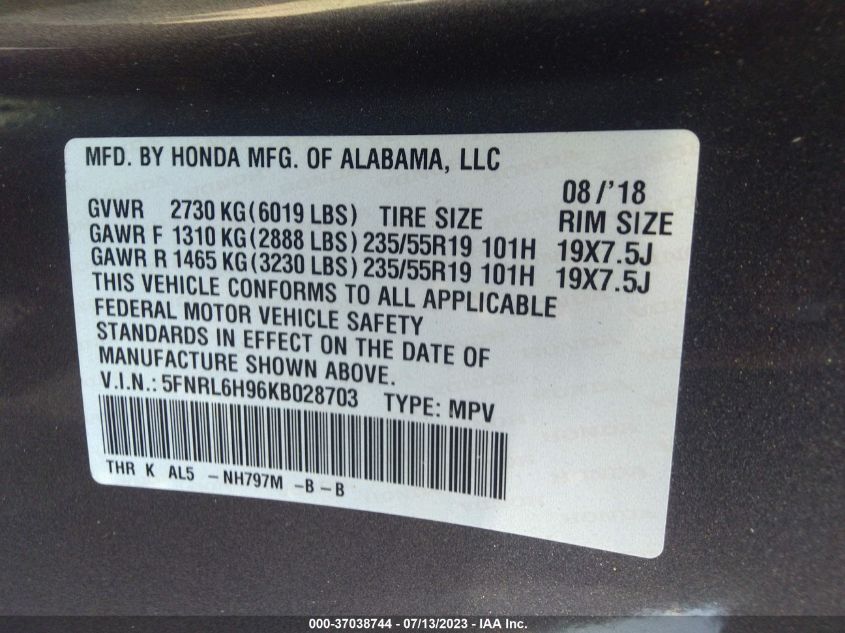 MFD. BY HONDA MFG. OF ALABAMA, LLC
08/'18
GVWR 2730 KG(6019 LBS) TIRE SIZE RIM SIZE
GAWR F 1310 KG(2888 LBS) 235/55R19 101H 19X7.5J
GAWR R 1465 KG(3230 LBS) 235/55R19 101H 19X7.5J
THIS VEHICLE CONFORMS TO ALL APPLICABLE
FEDERAL MOTOR VEHICLE SAFETY
STANDARDS IN EFFECT ON THE DATE OF
MANUFACTURE SHOWN ABOVE.
V.I.N.: 5FNRL6H96KB028703 TYPE: MPV
THR K AL5 -NH797M -B-B
000-37038744 - 07/13/2023 - IAA Inc.